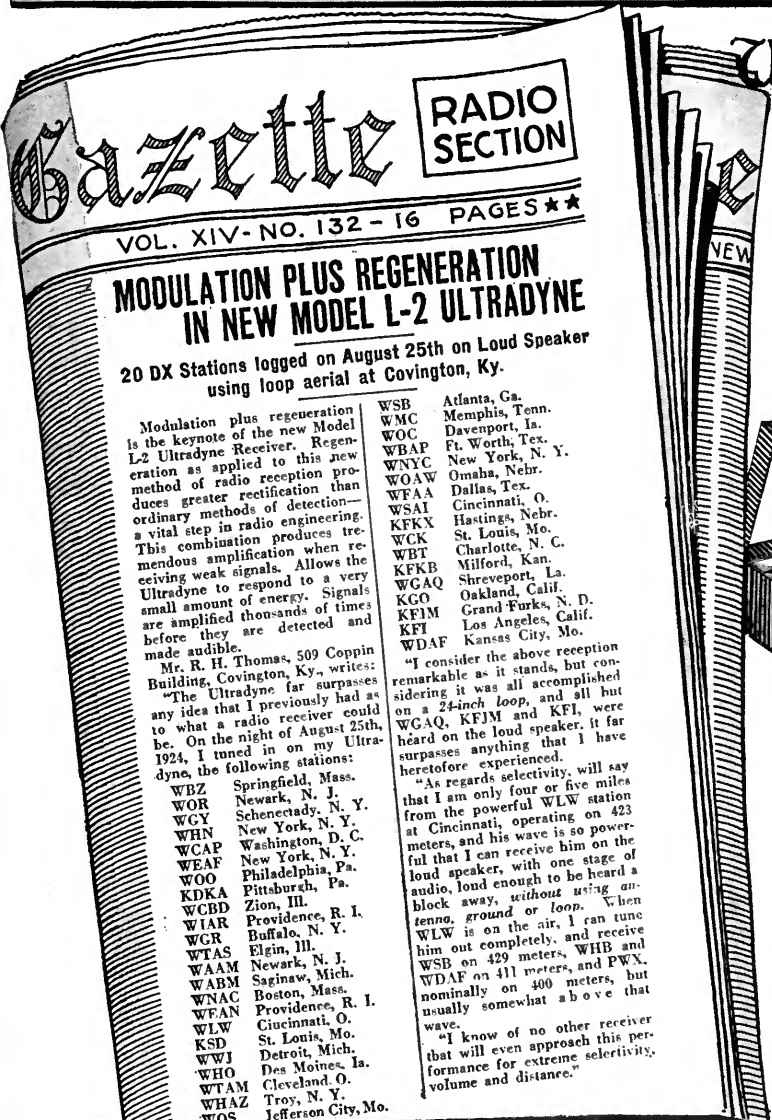 Gazette
RADIO
SECTION
VOL. XIV - NO. 132 - 16 PAGES★★
MODULATION PLUS REGENERATION
IN NEW MODEL L-2 ULTRADYNE
20 DX Stations logged on August 25th on Loud Speaker
using loop aerial at Covington, Ky.
Modulation plus regeneration
is the keynote of the new Model
L-2 Ultradyne Receiver. Regen-
eration as applied to this new
method of radio reception pro-
duces greater rectification than
ordinary methods of detection—
a vital step in radio engineering.
This combination produces tre-
mendous amplification when re-
ceiving weak signals. Allows the
Ultradyne to respond to a very
small amount of energy. Signals
are amplified thousands of times
before they are detected and
made audible.
Mr. R. H. Thomas, 509 Coppin
Building, Covington, Ky., writes:
"The Ultradyne far surpasses
any idea that I previously had as
to what a radio receiver could
be. On the night of August 25th,
1924, I tuned in on my Ultra-
dyne, the following stations:
WBZ Springfield, Mass.
WOR Newark, N. J.
WGY Schenectady, N. Y.
WHN New York, N. Y.
WCAP Washington, D. C.
WEAF New York, N. Y.
WOO Philadelphia, Pa.
KDKA Pittsburgh, Pa.
WCBD Zion, Ill.
WIAR Providence, R. I.
WGR Buffalo, N. Y.
WTAS Elgin, Ill.
WAAM Newark, N. J.
WABM Saginaw, Mich.
WNAC Boston, Mass.
WEAN Providence, R. I.
WLW Cincinnati, O.
KSD St. Louis, Mo.
WWJ Detroit, Mich.
WHO Des Moines, Ia.
WTAM Cleveland. O.
WHAZ Troy, N. Y.
WOS Jefferson City, Mo.
WSB Atlanta, Ga.
WMC Memphis, Tenn.
WOC Davenport, Ia.
WBAP Ft. Worth, Tex.
WNYC New York, N. Y.
WOAW Omaha, Nebr.
WFAA Dallas, Tex.
WSAI Cincinnati, O.
KFKX Hastings, Nebr.
WCK St. Louis, Mo.
WBT Charlotte, N. C.
KFKB Milford, Kan.
WGAQ Shreveport, La.
KGO Oakland, Calif.
KFJM Grand Furks, N. D.
KFI Los Angeles, Calif.
WDAF Kansas City, Mo.
"I consider the above reception
remarkable as it stands, but con-
sidering it was all accomplished
on a 24-inch loop, and all but
WGAQ, KFJM and KFI, were
heard on the loud speaker, it far
surpasses anything that I have
heretofore experienced.
"As regards selectivity, will say
that I am only four or five miles
from the powerful WLW station
at Cincinnati, operating on 423
meters, and his wave is so power-
ful that I can receive him on the
loud speaker, with one stage of
audio, loud enough to be heard a
block away, without using an-
tenna, ground or loop. When
WLW is on the air, I can tune
him out completely, and receive
WSB on 429 meters, WHB and
WDAF on 411 meters, and PWX,
nominally on 400 meters, but
usually somewhat above that
wave.
"I know of no other receiver
that will even approach this per-
formance for extreme selectivity,
volume and distance."
NEW